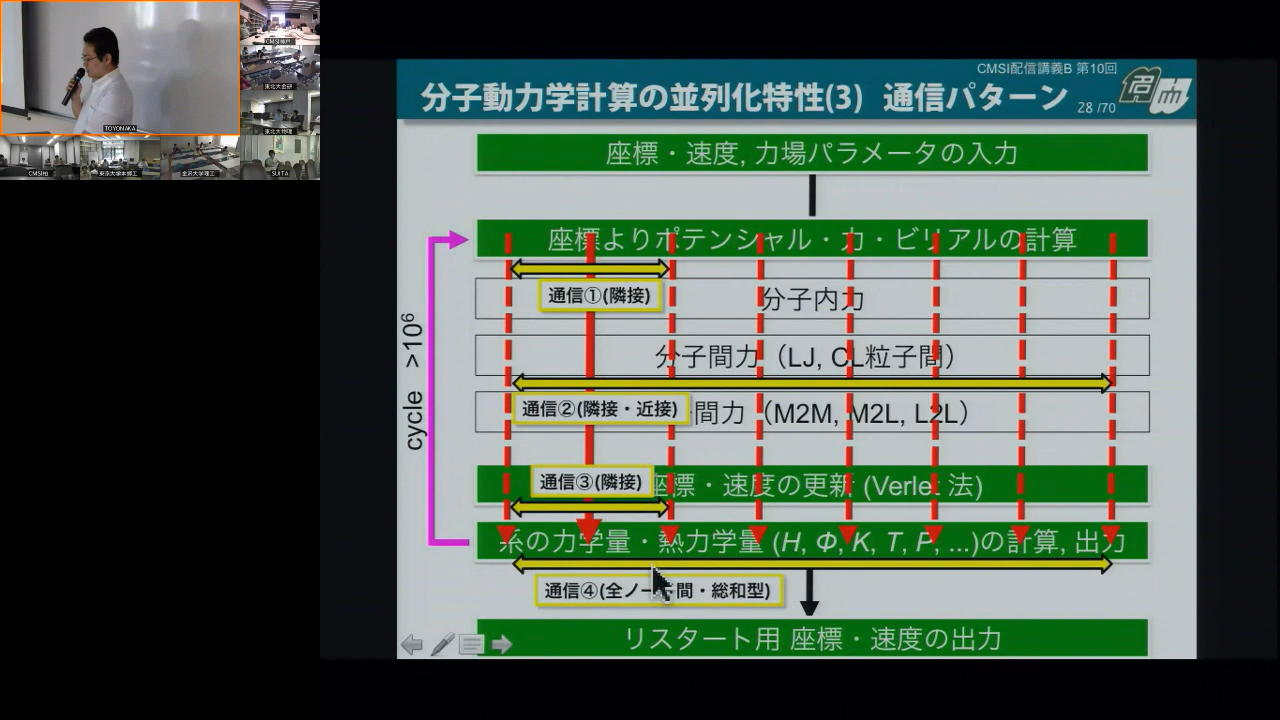 TOYONAKA
CMSI神戸
東北大金研
東北大物理
CMSI柏
東京大学本郷工
金沢大学理工
SUITA
CMSI配信講義B 第10回
分子動力学計算の並列化特性(3) 通信パターン
28 /70
座標・速度, 力場パラメータの入力
座標よりポテンシャル・力・ビリアルの計算
通信①(隣接)
分子内力
分子間力（LJ, CL粒子間）
通信②(隣接・近接)
間力（M2M, M2L, L2L）
cycle >10⁶
通信③(隣接)
座標・速度の更新 (Verlet 法)
系の力学量・熱力学量 (H, Φ, K, T, P, ...)の計算, 出力
通信④(全ノード間・総和型)
リスタート用 座標・速度の出力